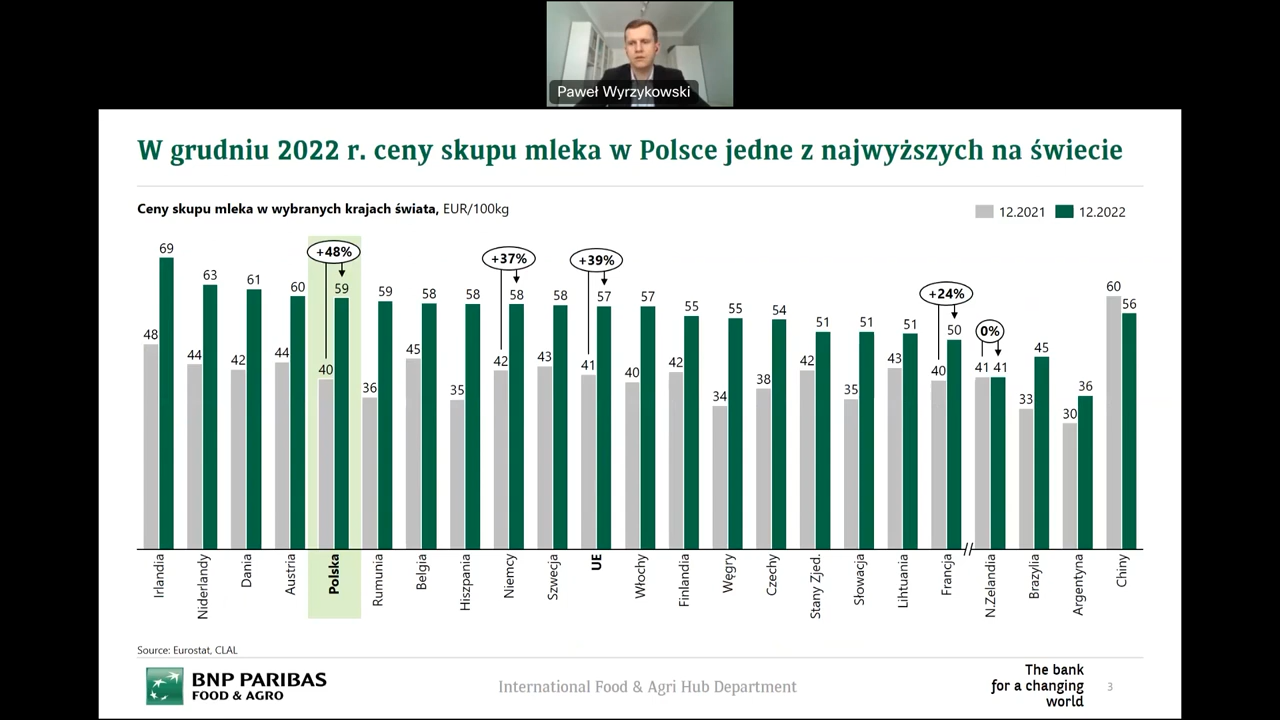 Paweł Wyrzykowski
W grudniu 2022 r. ceny skupu mleka w Polsce jedne z najwyższych na świecie
Ceny skupu mleka w wybranych krajach świata, EUR/100kg
12.2021 12.2022
+48% +37% +39% +24% 0%
48 69 44 63 42 61 44 60 40 59 36 59 45 58 35 58 42 58 43 58 41 57 40 57 42 55 34 55 38 54 42 51 35 51 43 51 40 50 41 41 33 45 30 36 60 56
Irlandia
Niderlandy
Dania
Austria
Polska
Rumunia
Belgia
Hiszpania
Niemcy
Szwecja
UE
Włochy
Finlandia
Węgry
Czechy
Stany Zjed.
Słowacja
Lihtuania
Francja
N.Zelandia
Brazylia
Argentyna
Chiny
Source: Eurostat, CLAL
BNP PARIBAS
FOOD & AGRO
International Food & Agri Hub Department
The bank
for a changing
world
3